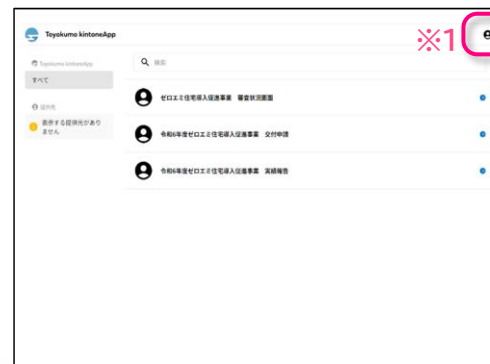 Toyokumo kintoneApp
※1
Toyokumo kintoneApp
検索
すべて
提供元
表示する提供元があり
ません
ゼロエミ住宅導入促進事業 審査状況画面
令和6年度ゼロエミ住宅導入促進事業 交付申請
令和6年度ゼロエミ住宅導入促進事業 実績報告